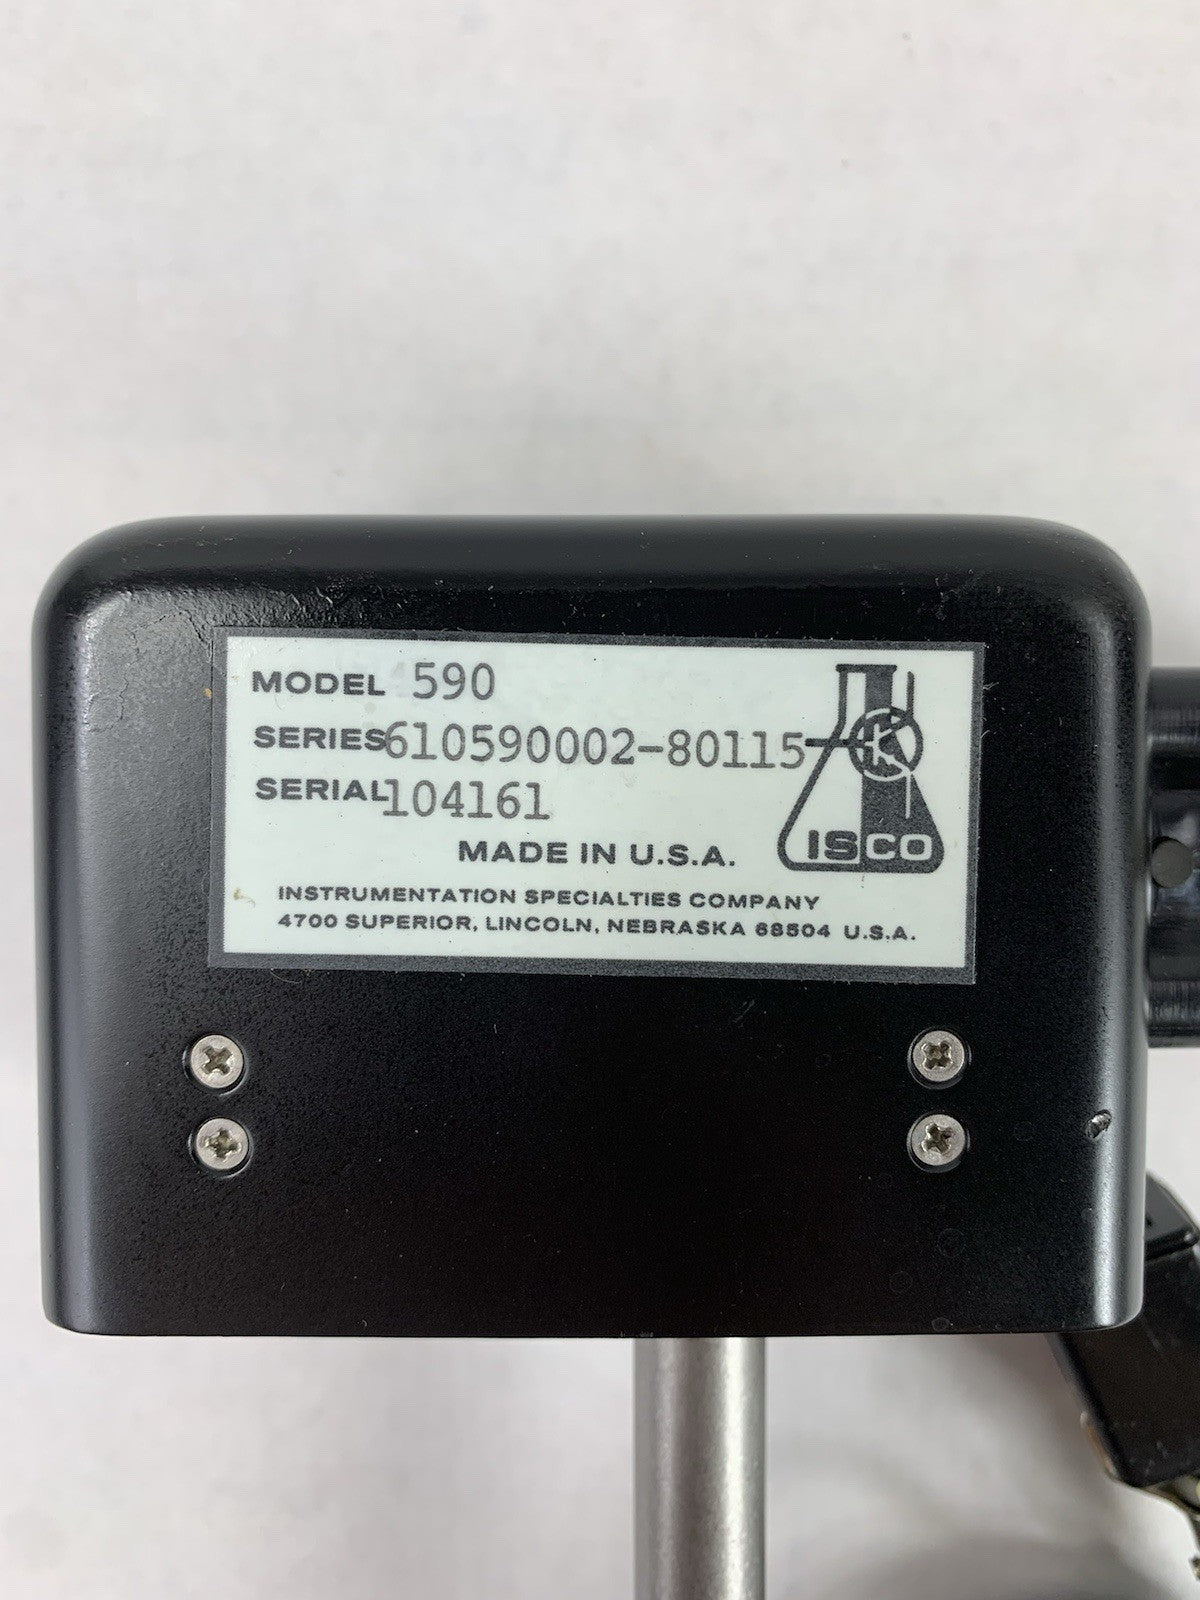 MODEL 590
SERIES 610590002-80115
SERIAL 104161
MADE IN U.S.A.
ISCO
INSTRUMENTATION SPECIALTIES COMPANY
4700 SUPERIOR, LINCOLN, NEBRASKA 68504 U.S.A.